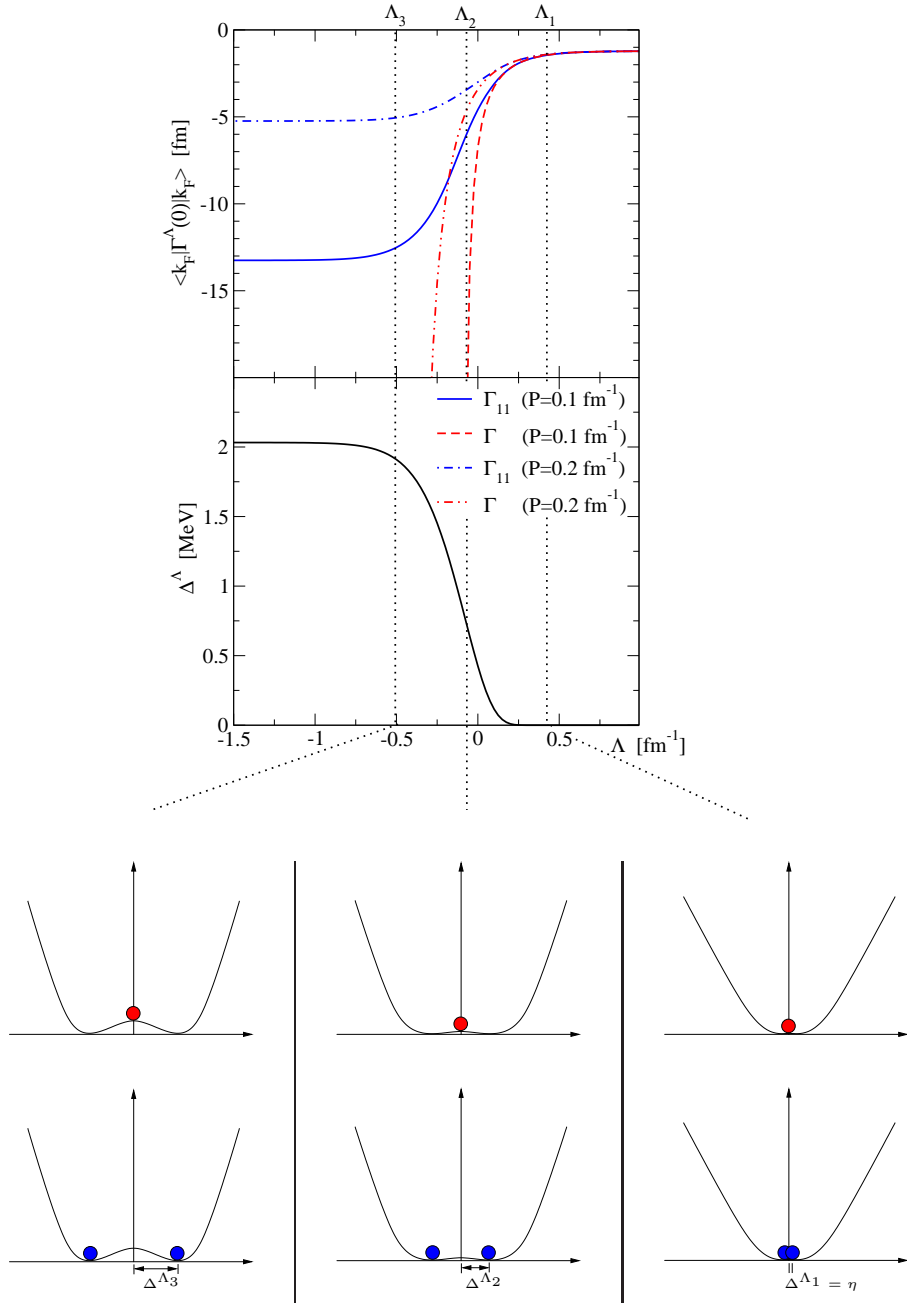 Λ₃ Λ₂ Λ₁
0
-5
-10
-15
<k_F|Γ^Λ(0)|k_F> [fm]
Γ₁₁ (P=0.1 fm⁻¹)
Γ (P=0.1 fm⁻¹)
Γ₁₁ (P=0.2 fm⁻¹)
Γ (P=0.2 fm⁻¹)
2
1.5
1
0.5
0
Δ^Λ [MeV]
-1.5 -1 -0.5 0 0.5 Λ [fm⁻¹]
Δ^Λ₃ Δ^Λ₂ Δ^Λ₁ = η